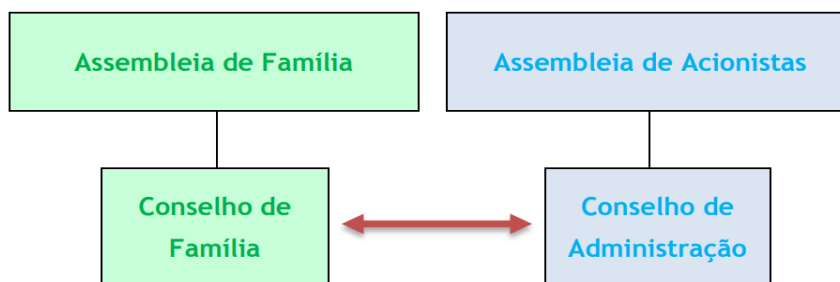 Assembleia de Família
Assembleia de Acionistas
Conselho de
Família
Conselho de
Administração